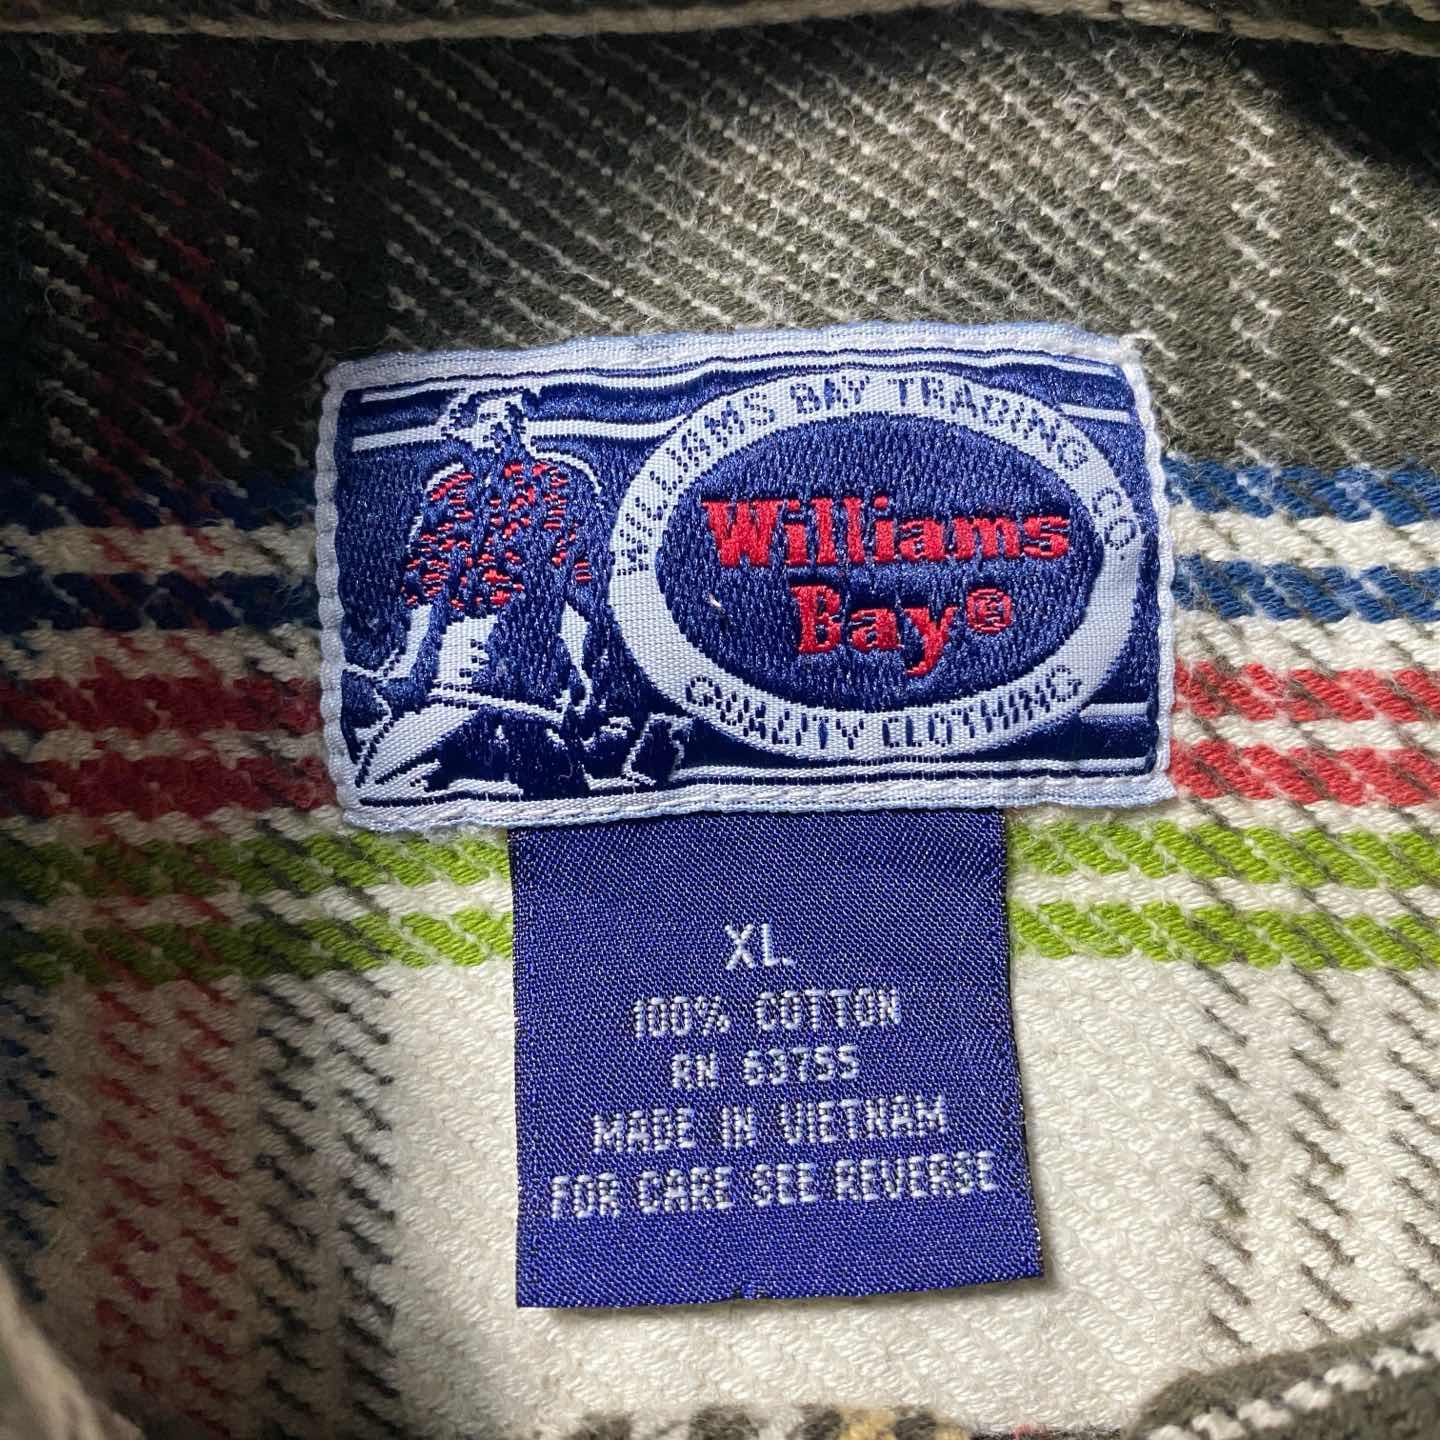 WILLIAMS BAY TRADING CO
Williams
Bay®
QUALITY CLOTHING
XL
100% COTTON
RN 63755
MADE IN VIETNAM
FOR CARE SEE REVERSE